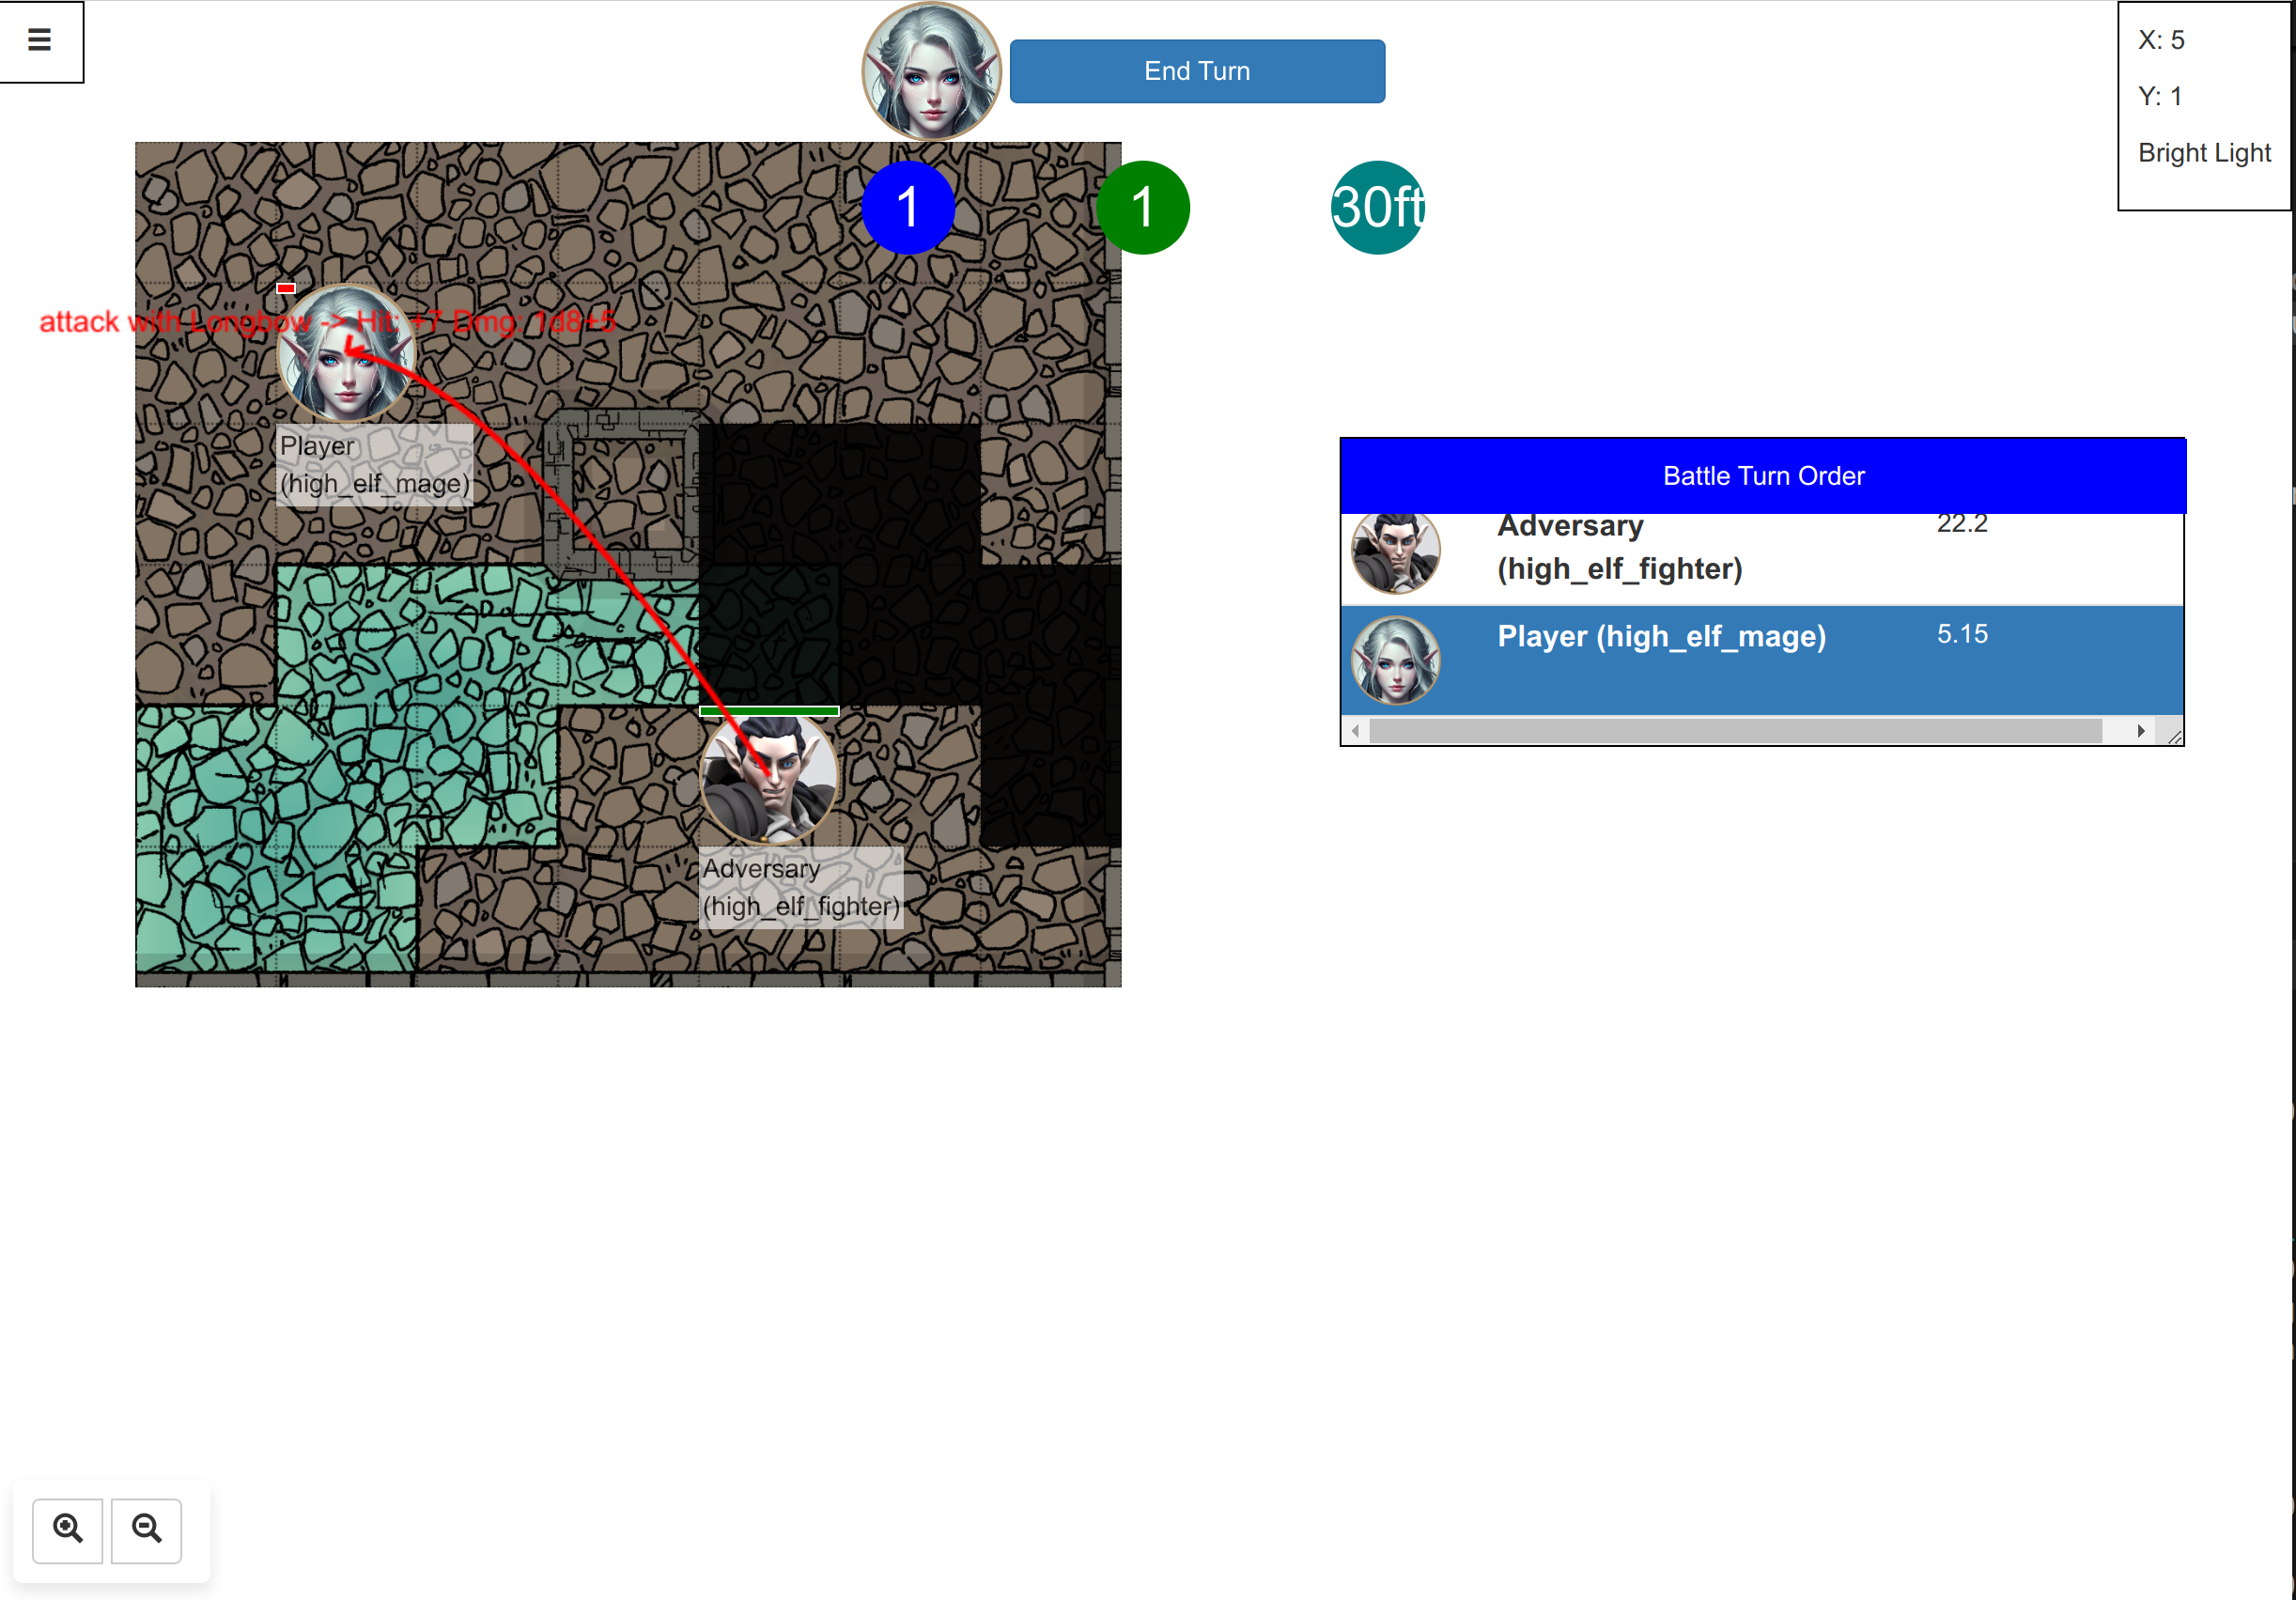 End Turn
X: 5
Y: 1
Bright Light
1
1
30ft
attack with Longbow -> Hit: +7 Dmg: 1d8+5
Player
(high_elf_mage)
Battle Turn Order
Adversary
(high_elf_fighter)
22.2
Player (high_elf_mage)
5.15
Adversary
(high_elf_fighter)